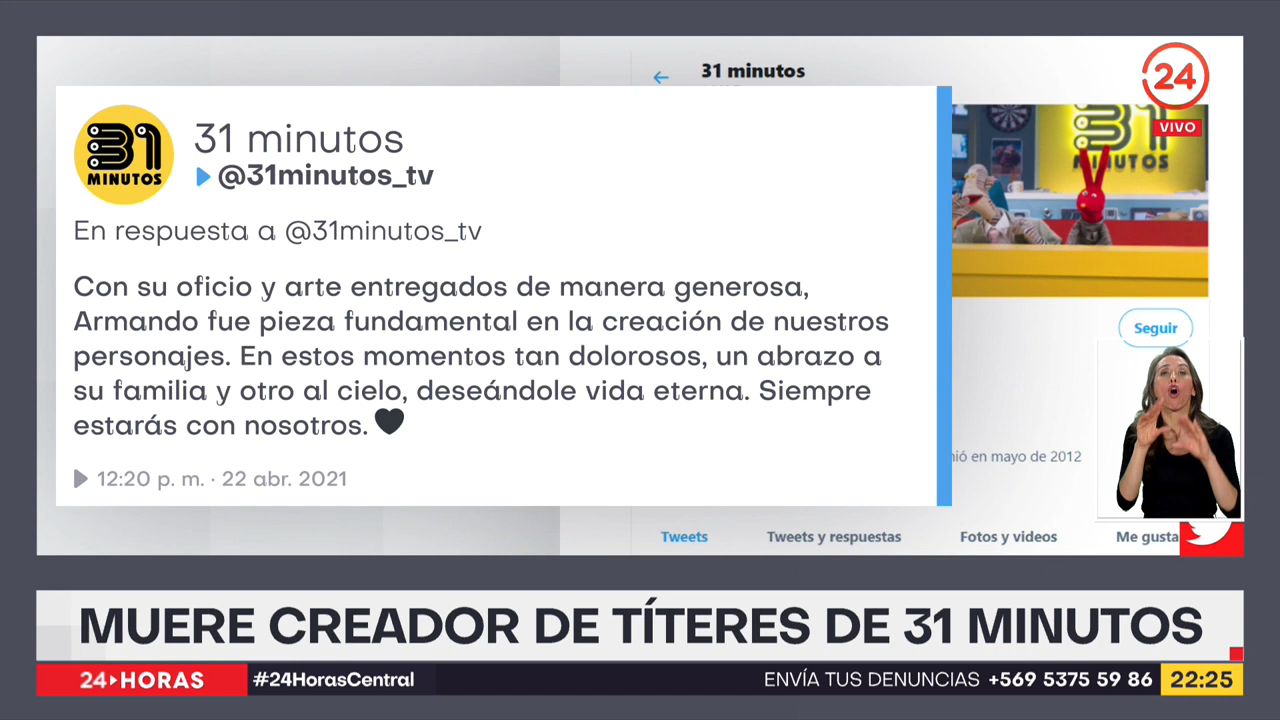 31 minutos
24
VIVO
31
MINUTOS
31 minutos
@31minutos_tv
31
MINUTOS
En respuesta a @31minutos_tv
Con su oficio y arte entregados de manera generosa,
Armando fue pieza fundamental en la creación de nuestros
personajes. En estos momentos tan dolorosos, un abrazo a
su familia y otro al cielo, deseándole vida eterna. Siempre
estarás con nosotros.🖤
12:20 p. m. · 22 abr. 2021
Seguir
en mayo de 2012
Tweets Tweets y respuestas Fotos y videos Me gusta
MUERE CREADOR DE TÍTERES DE 31 MINUTOS
24 HORAS #24HorasCentral ENVÍA TUS DENUNCIAS +569 5375 59 86 22:25